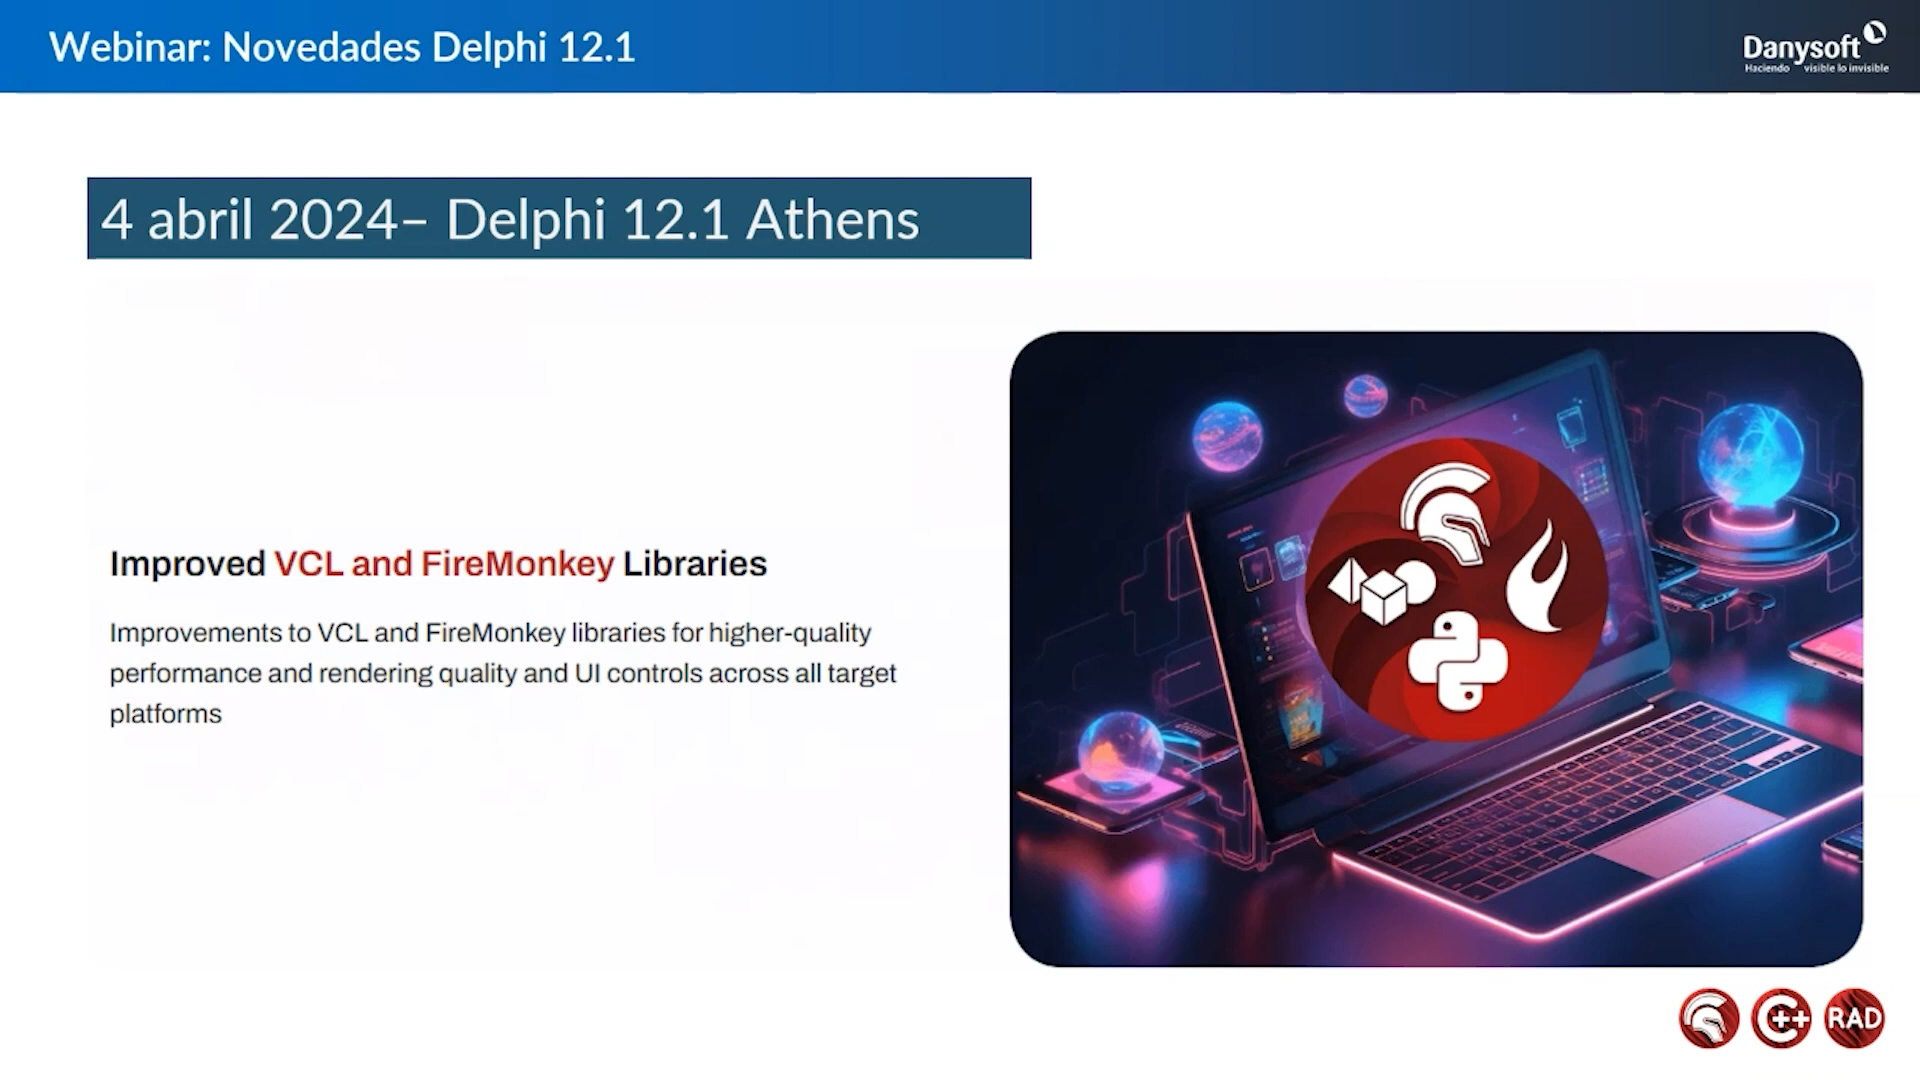 Webinar: Novedades Delphi 12.1
Danysoft
Haciendo visible lo invisible
4 abril 2024– Delphi 12.1 Athens
Improved VCL and FireMonkey Libraries
Improvements to VCL and FireMonkey libraries for higher-quality
performance and rendering quality and UI controls across all target
platforms
C++
RAD